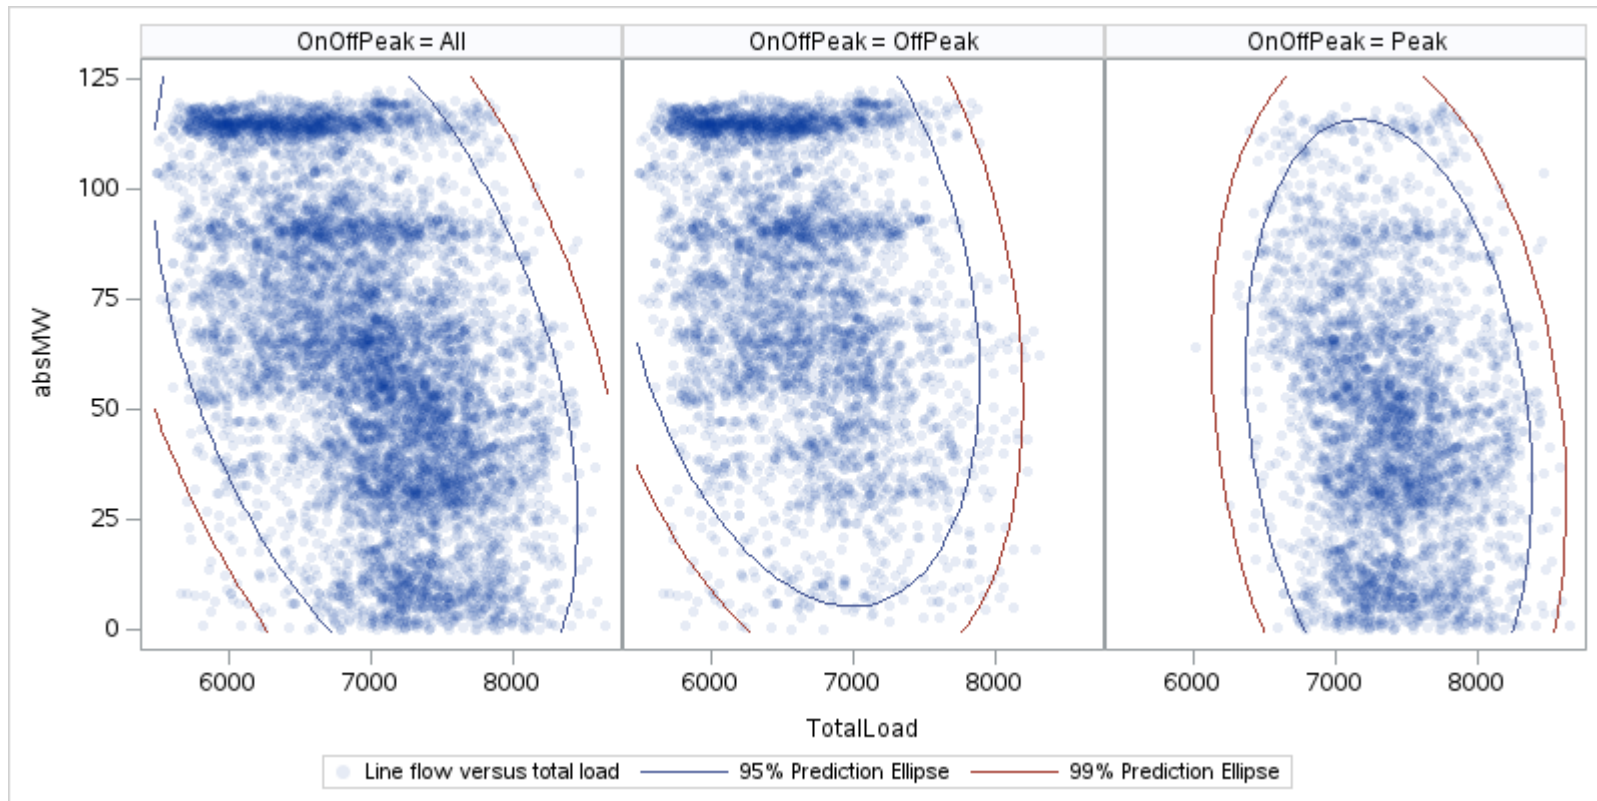 OnOffPeak = All
OnOffPeak = OffPeak
OnOffPeak = Peak
125
100
75
50
25
0
absMW
6000 7000 8000
6000 7000 8000
6000 7000 8000
TotalLoad
Line flow versus total load
95% Prediction Ellipse
99% Prediction Ellipse